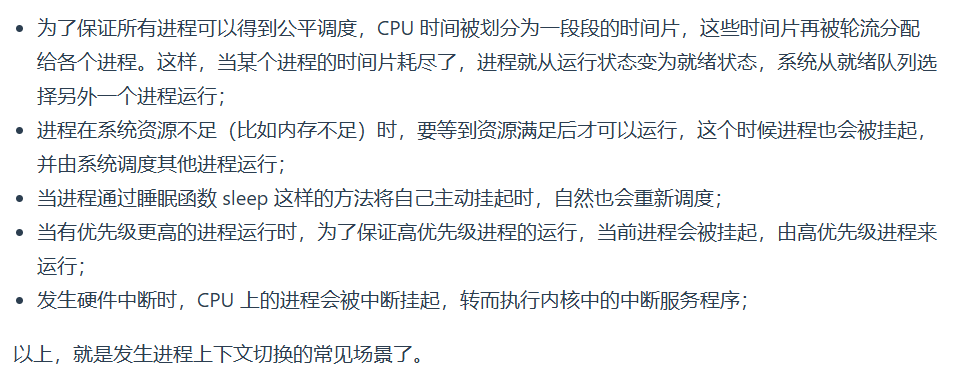 为了保证所有进程可以得到公平调度，CPU 时间被划分为一段段的时间片，这些时间片再被轮流分配
给各个进程。这样，当某个进程的时间片耗尽了，进程就从运行状态变为就绪状态，系统从就绪队列选
择另外一个进程运行；
进程在系统资源不足（比如内存不足）时，要等到资源满足后才可以运行，这个时候进程也会被挂起，
并由系统调度其他进程运行；
当进程通过睡眠函数 sleep 这样的方法将自己主动挂起时，自然也会重新调度；
当有优先级更高的进程运行时，为了保证高优先级进程的运行，当前进程会被挂起，由高优先级进程来
运行；
发生硬件中断时，CPU 上的进程会被中断挂起，转而执行内核中的中断服务程序；
以上，就是发生进程上下文切换的常见场景了。